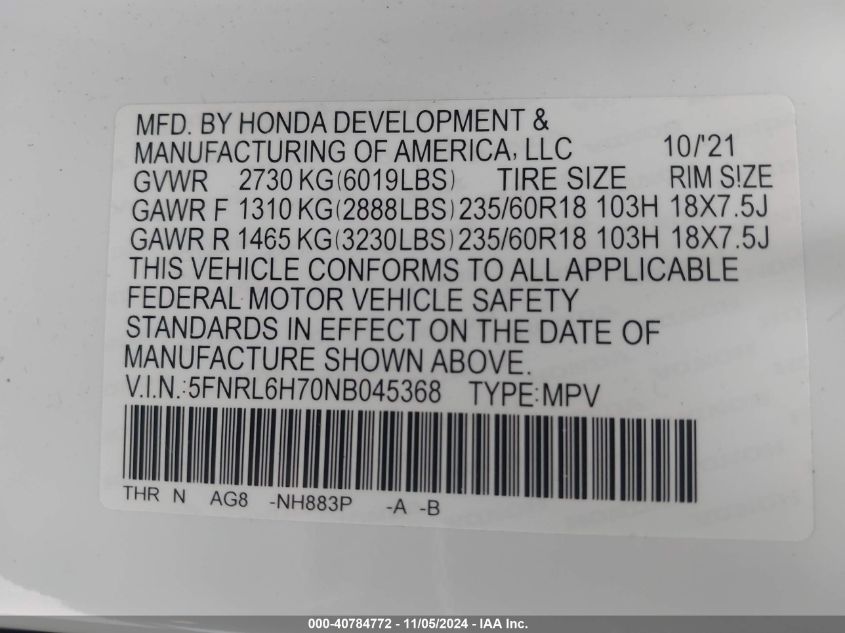 MFD. BY HONDA DEVELOPMENT &
MANUFACTURING OF AMERICA, LLC 10/'21
GVWR 2730 KG(6019LBS) TIRE SIZE RIM SIZE
GAWR F 1310 KG(2888LBS) 235/60R18 103H 18X7.5J
GAWR R 1465 KG(3230LBS) 235/60R18 103H 18X7.5J
THIS VEHICLE CONFORMS TO ALL APPLICABLE
FEDERAL MOTOR VEHICLE SAFETY
STANDARDS IN EFFECT ON THE DATE OF
MANUFACTURE SHOWN ABOVE.
V.I.N.:5FNRL6H70NB045368 TYPE:MPV
THR N AG8 -NH883P -A -B
000-40784772 - 11/05/2024 - IAA Inc.